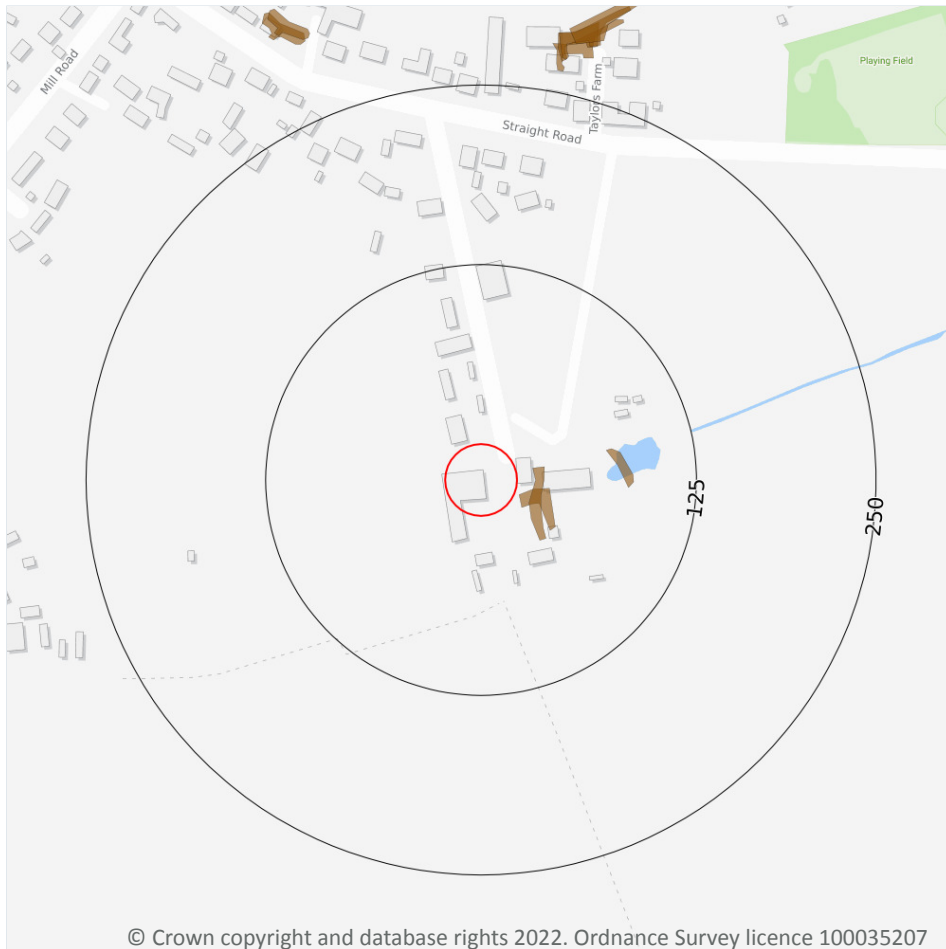 Playing Field
Mill Road
Taylors Farm
Straight Road
125
250
© Crown copyright and database rights 2022. Ordnance Survey licence 100035207